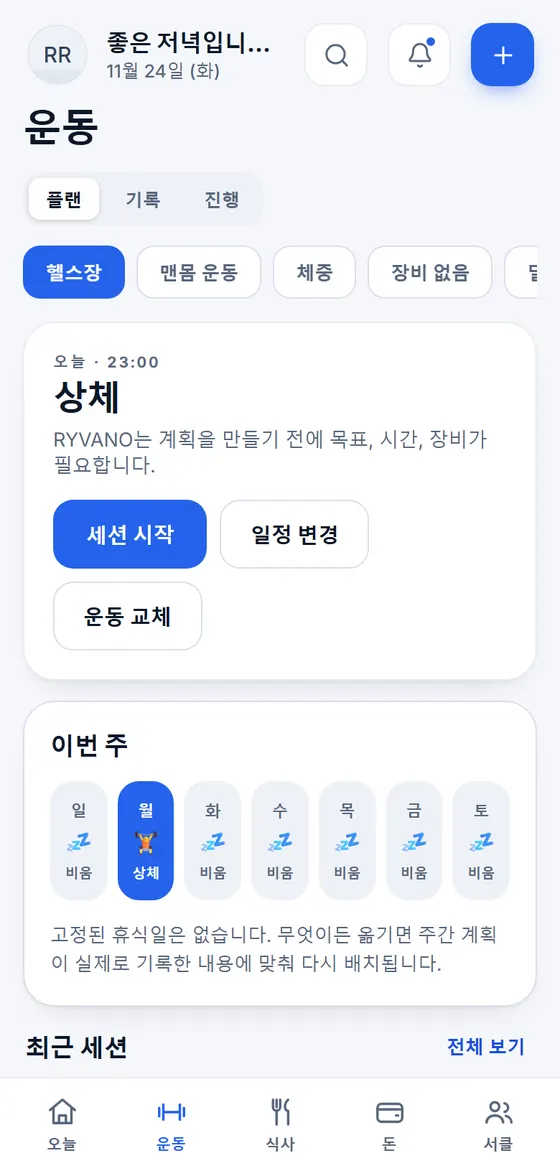 RR
좋은 저녁입니...
11월 24일 (화)
운동
플랜 기록 진행
헬스장 맨몸 운동 체중 장비 없음
오늘 · 23:00
상체
RYVANO는 계획을 만들기 전에 목표, 시간, 장비가
필요합니다.
세션 시작 일정 변경
운동 교체
이번 주
일 월 화 수 목 금 토
비움 상체 비움 비움 비움 비움 비움
고정된 휴식일은 없습니다. 무엇이든 옮기면 주간 계획
이 실제로 기록한 내용에 맞춰 다시 배치됩니다.
최근 세션 전체 보기
오늘 운동 식사 돈 서클